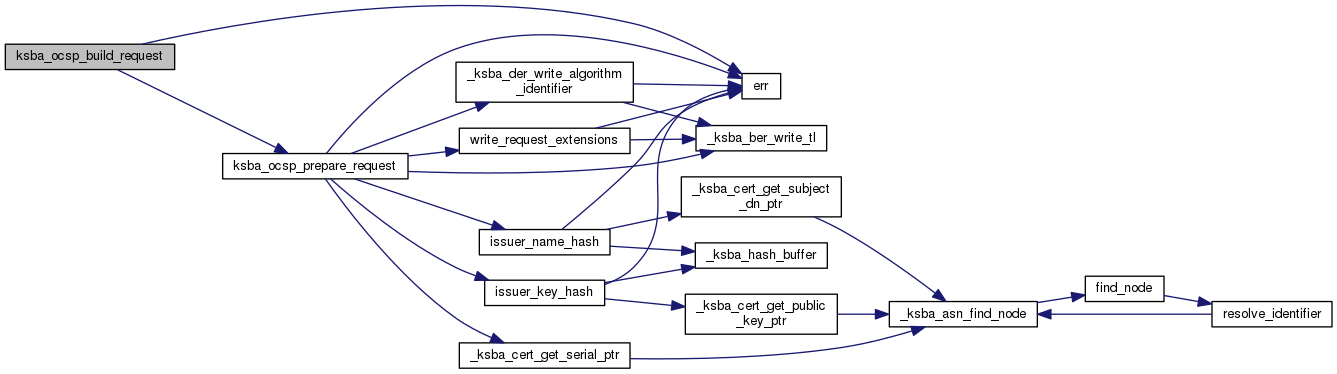 ksba_ocsp_build_request
ksba_ocsp_prepare_request
_ksba_der_write_algorithm
_identifier
write_request_extensions
issuer_name_hash
issuer_key_hash
_ksba_cert_get_serial_ptr
err
_ksba_ber_write_tl
_ksba_cert_get_subject
_dn_ptr
_ksba_hash_buffer
_ksba_cert_get_public
_key_ptr
_ksba_asn_find_node
find_node
resolve_identifier